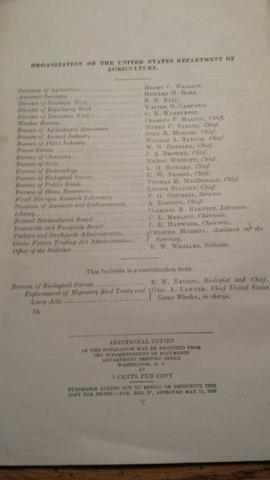 ORGANIZATION OF THE UNITED STATES DEPARTMENT OF
AGRICULTURE.
Secretary of Agriculture HENRY C. WALLACE.
Assistant Secretary HOWARD M. GORE.
Director of Scientific Work E. D. BALL.
Director of Regulatory Work WALTER G. CAMPBELL.
Director of Extension Work C. W. WARBURTON.
Weather Bureau CHARLES F. MARVIN, Chief.
Bureau of Agricultural Economics HENRY C. TAYLOR, Chief.
Bureau of Animal Industry JOHN R. MOHLER, Chief.
Bureau of Plant Industry WILLIAM A. TAYLOR, Chief.
Forest Service W. B. GREELEY, Chief.
Bureau of Chemistry C. A. BROWNE, Chief.
Bureau of Soils MILTON WHITNEY, Chief.
Bureau of Entomology L. O. HOWARD, Chief.
Bureau of Biological Survey E. W. NELSON, Chief.
Bureau of Public Roads THOMAS H. MACDONALD, Chief.
Bureau of Home Economics LOUISE STANLEY, Chief.
Fixed Nitrogen Research Laboratory F. G. COTTRELL, Director.
Division of Accounts and Disbursements A. ZAPPONE, Chief.
Library CLARIBEL R. BARNETT, Librarian.
Federal Horticultural Board C. L. MARLATT, Chairman.
Insecticide and Fungicide Board J. K. HAYWOOD, Chairman.
Packers and Stockyards Administration CHESTER MORRILL, Assistant to the
Grain Future Trading Act Administration Secretary.
Office of the Solicitor R. W. WILLIAMS, Solicitor.
This bulletin is a contribution from
Bureau of Biological Survey E. W. NELSON, Biologist and Chief.
Enforcement of Migratory Bird Treaty and GEO. A. LAWYER, Chief United States
Lacey Acts Game Warden, in charge.
34
ADDITIONAL COPIES
OF THIS PUBLICATION MAY BE PROCURED FROM
THE SUPERINTENDENT OF DOCUMENTS
GOVERNMENT PRINTING OFFICE
WASHINGTON, D. C.
AT
5 CENTS PER COPY
PURCHASER AGREES NOT TO RESELL OR DISTRIBUTE THIS
COPY FOR PROFIT.—PUB. RES. 57, APPROVED MAY 11, 1922